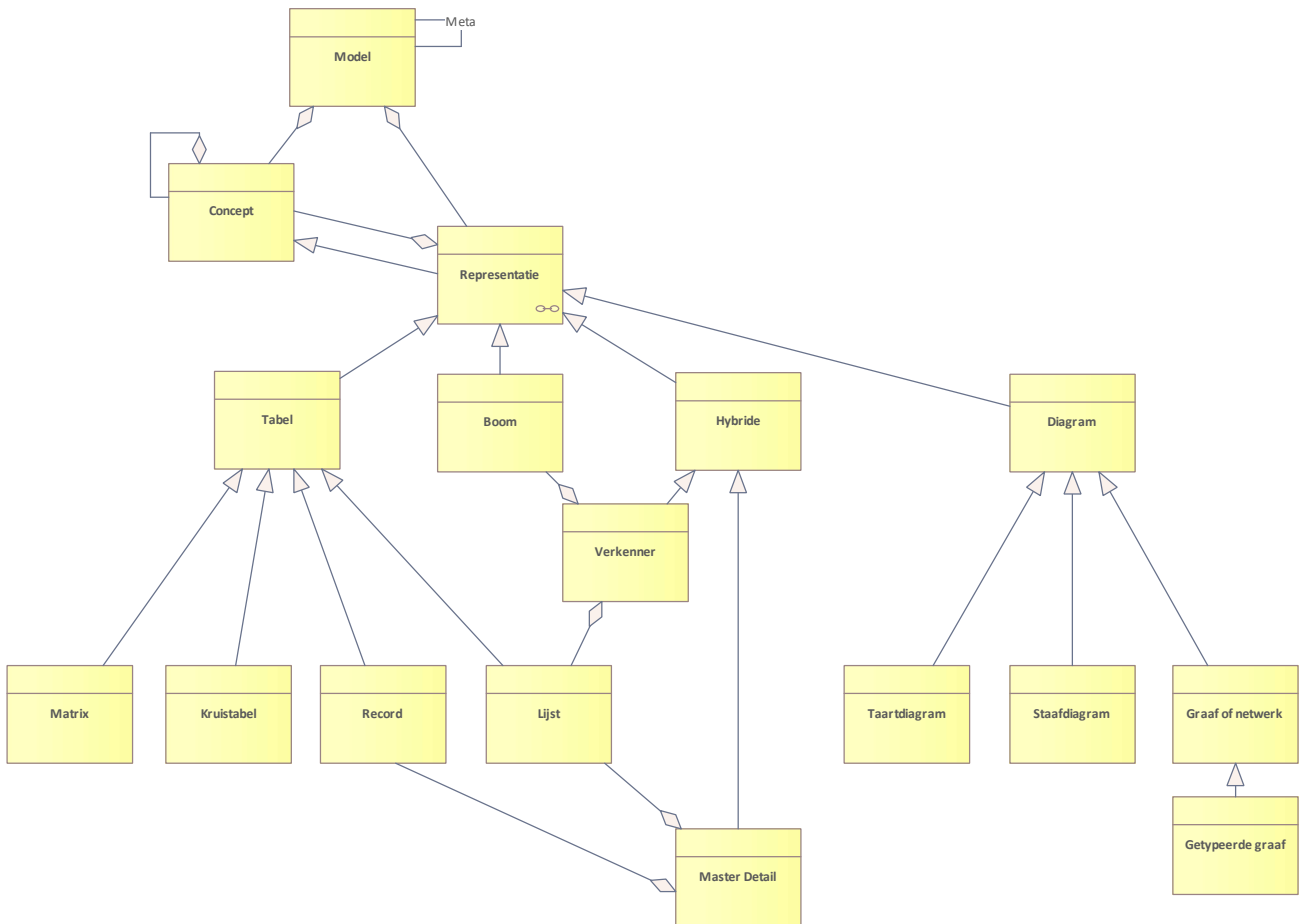 Meta
Model
Concept
Representatie
Tabel
Boom
Hybride
Diagram
Verkenner
Matrix
Kruistabel
Record
Lijst
Taartdiagram
Staafdiagram
Graaf of netwerk
Getypeerde graaf
Master Detail